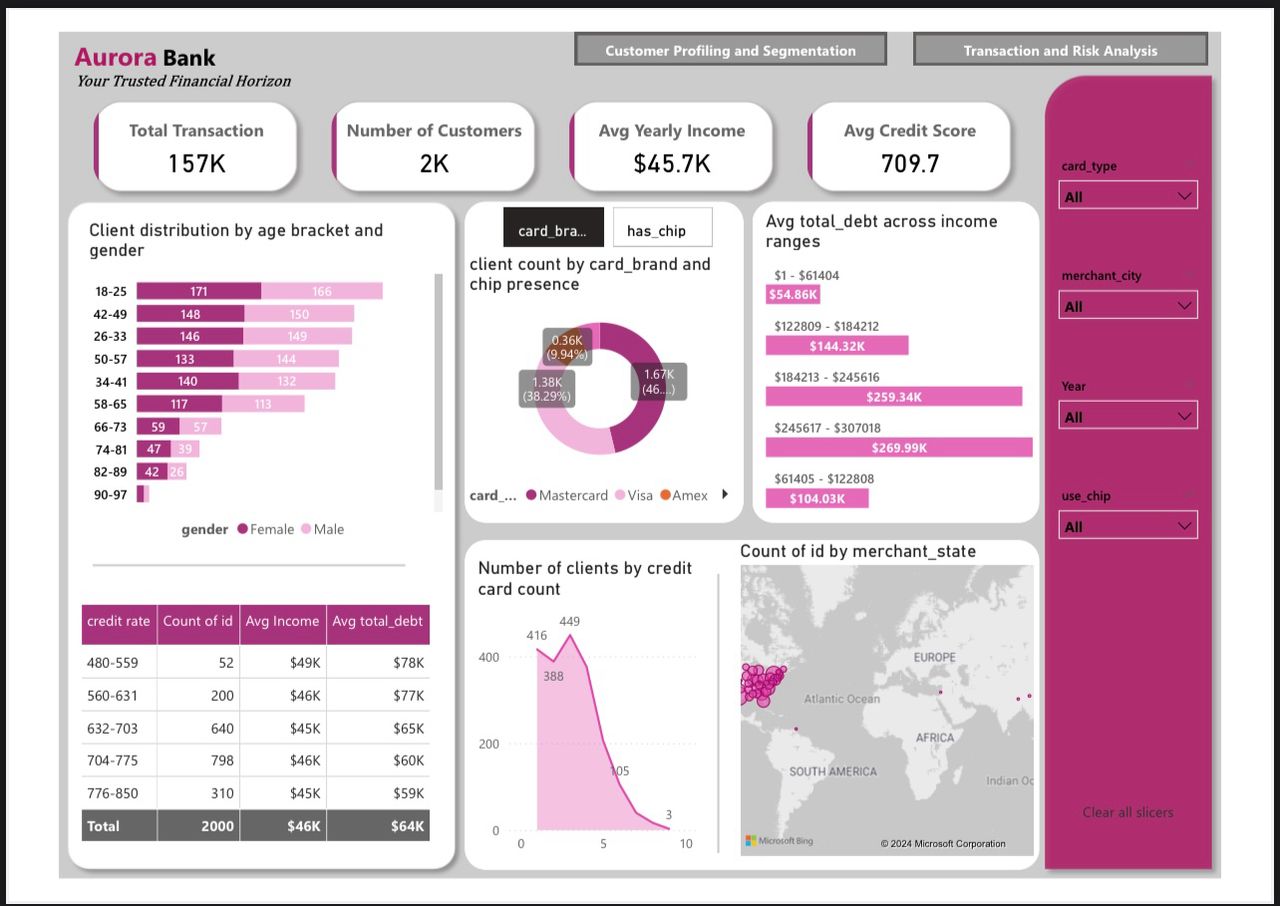 Aurora Bank
Your Trusted Financial Horizon
Customer Profiling and Segmentation
Transaction and Risk Analysis
Total Transaction
157K
Number of Customers
2K
Avg Yearly Income
$45.7K
Avg Credit Score
709.7
Client distribution by age bracket and
gender
18-25 171 166
42-49 148 150
26-33 146 149
50-57 133 144
34-41 140 132
58-65 117 113
66-73 59 57
74-81 47 39
82-89 42 26
90-97
gender Female Male
credit rate Count of id Avg Income Avg total_debt
480-559 52 $49K $78K
560-631 200 $46K $77K
632-703 640 $45K $65K
704-775 798 $46K $60K
776-850 310 $45K $59K
Total 2000 $46K $64K
card_bra...
has_chip
client count by card_brand and
chip presence
0.36K
(9.94%)
1.38K
(38.29%)
1.67K
(46....)
card_... Mastercard Visa Amex
Avg total_debt across income
ranges
$1 - $61404
$54.86K
$122809 - $184212
$144.32K
$184213 - $245616
$259.34K
$245617 - $307018
$269.99K
$61405 - $122808
$104.03K
Number of clients by credit
card count
449
416
388
400
200
105
3
0
0 5 10
Count of id by merchant_state
EUROPE
Atlantic Ocean
AFRICA
SOUTH AMERICA
Indian Oc
Microsoft Bing
© 2024 Microsoft Corporation
card_type
All
merchant_city
All
Year
All
use_chip
All
Clear all slicers